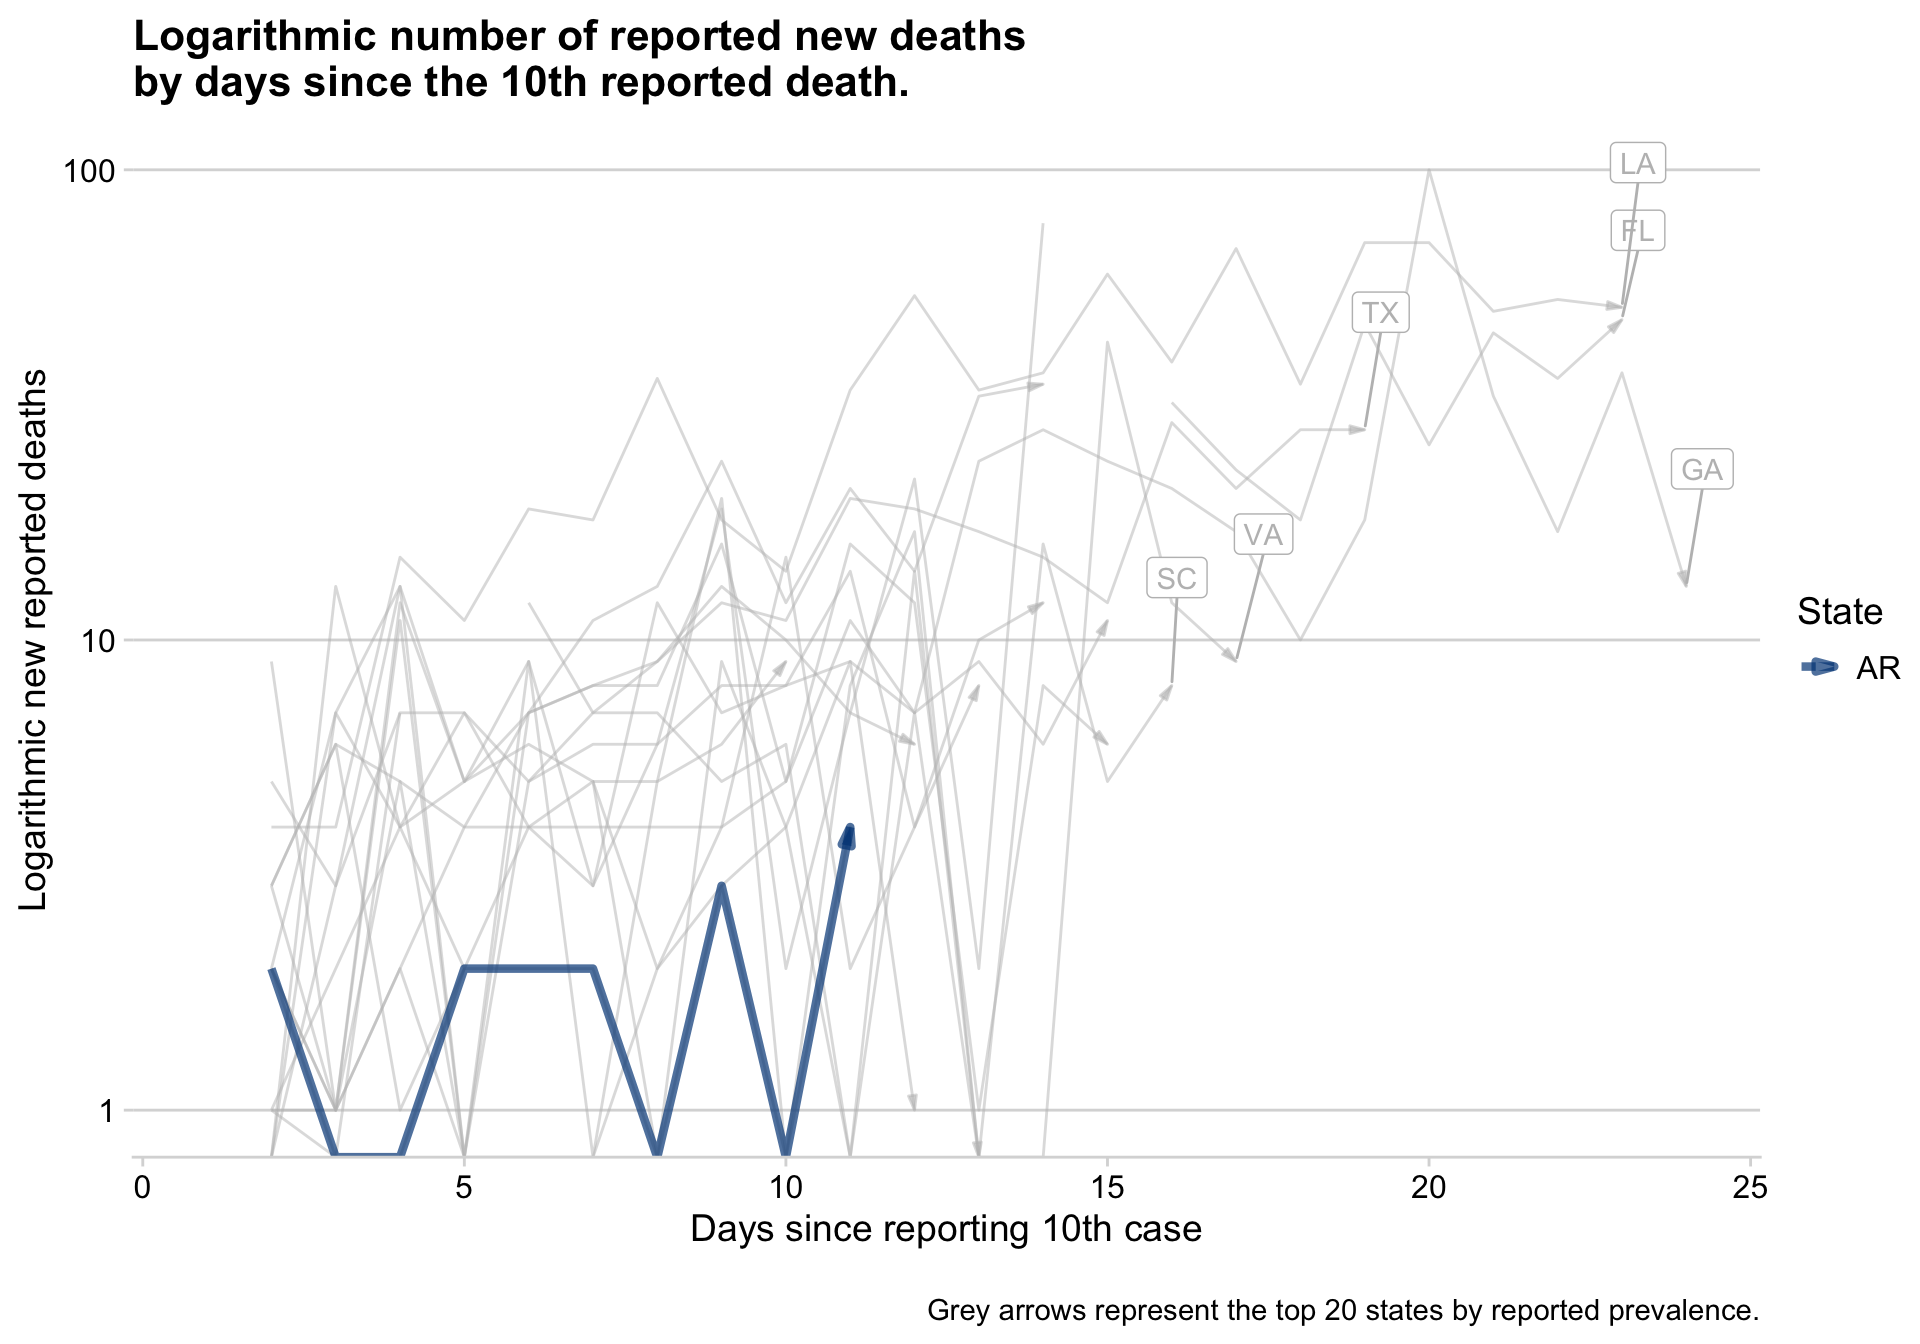 Logarithmic number of reported new deaths
by days since the 10th reported death.
Logarithmic new reported deaths
100
10
1
LA
FL
TX
GA
VA
SC
State
AR
0 5 10 15 20 25
Days since reporting 10th case
Grey arrows represent the top 20 states by reported prevalence.